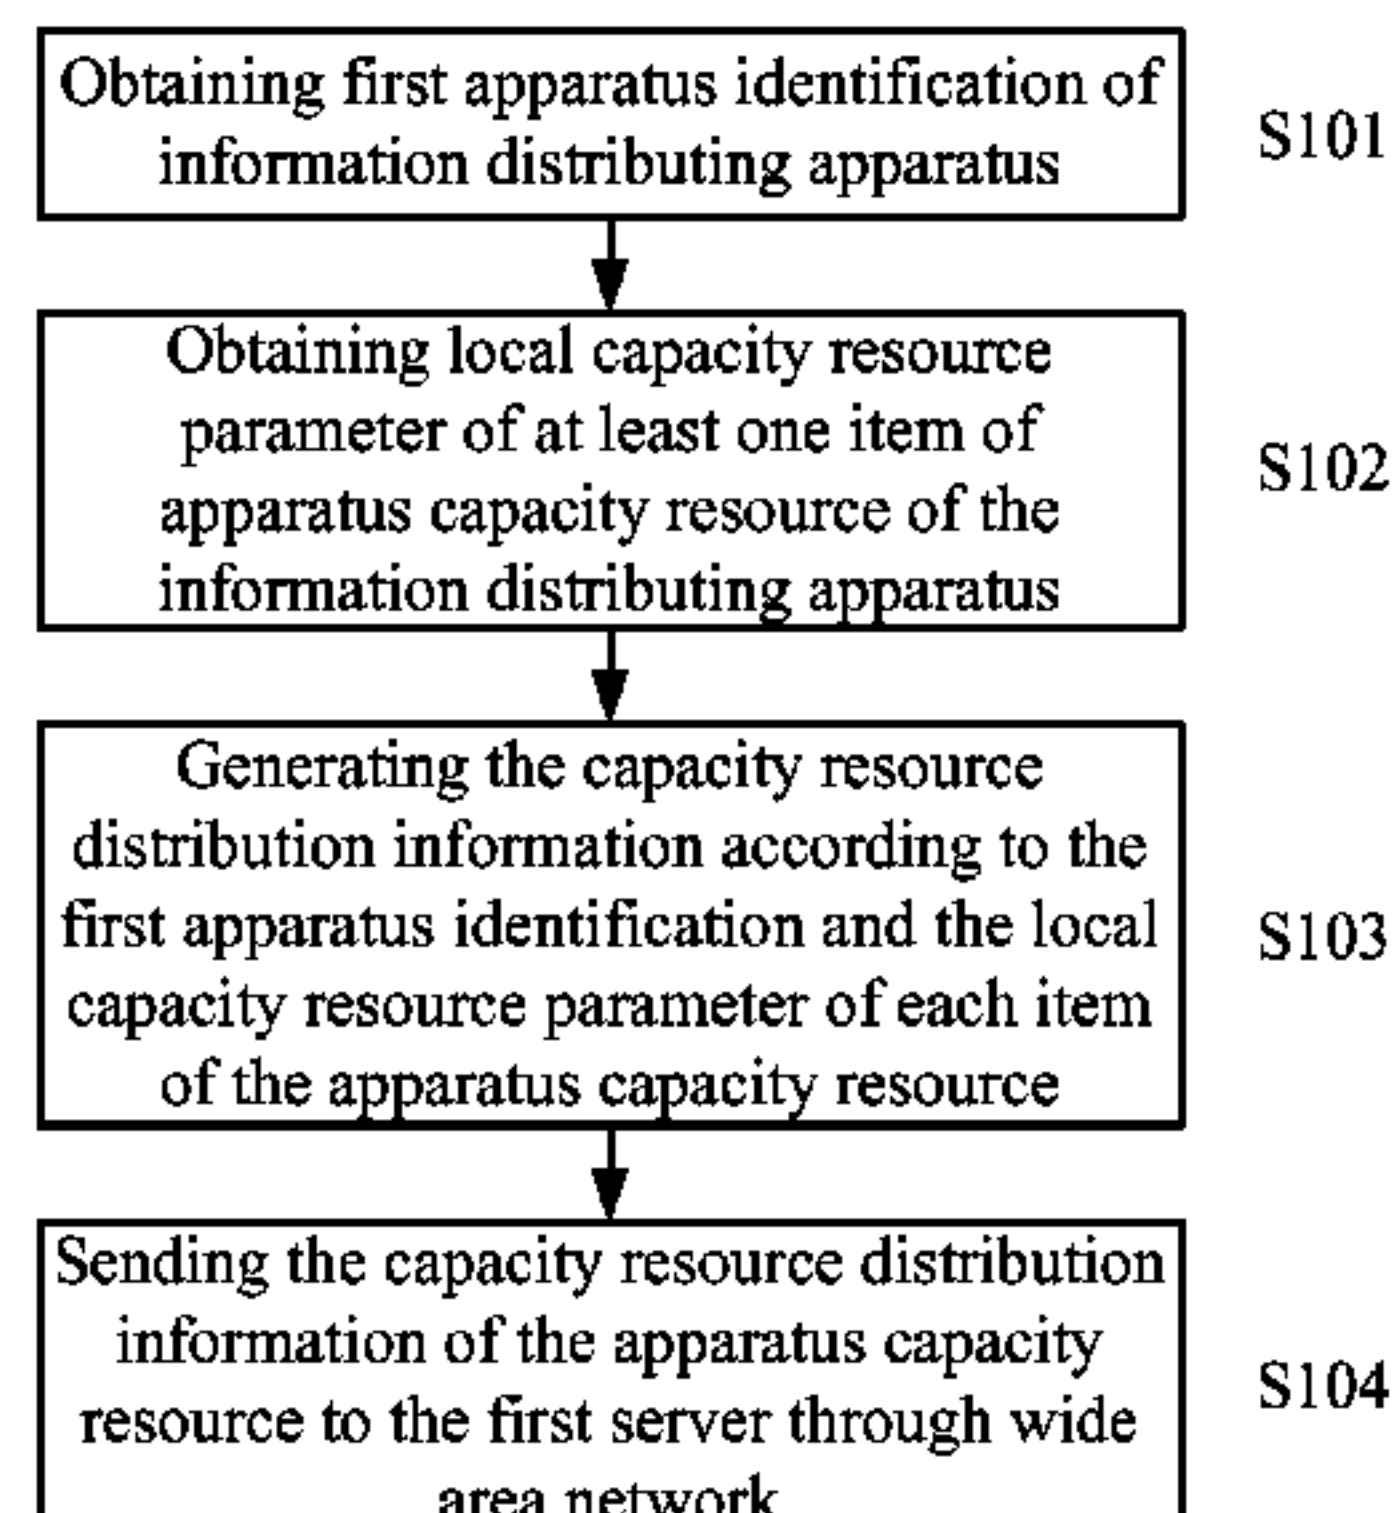 Obtaining first apparatus identification of
information distributing apparatus
S101
Obtaining local capacity resource
parameter of at least one item of
apparatus capacity resource of the
information distributing apparatus
S102
Generating the capacity resource
distribution information according to the
first apparatus identification and the local
capacity resource parameter of each item
of the apparatus capacity resource
S103
Sending the capacity resource distribution
information of the apparatus capacity
resource to the first server through wide
area network
S104